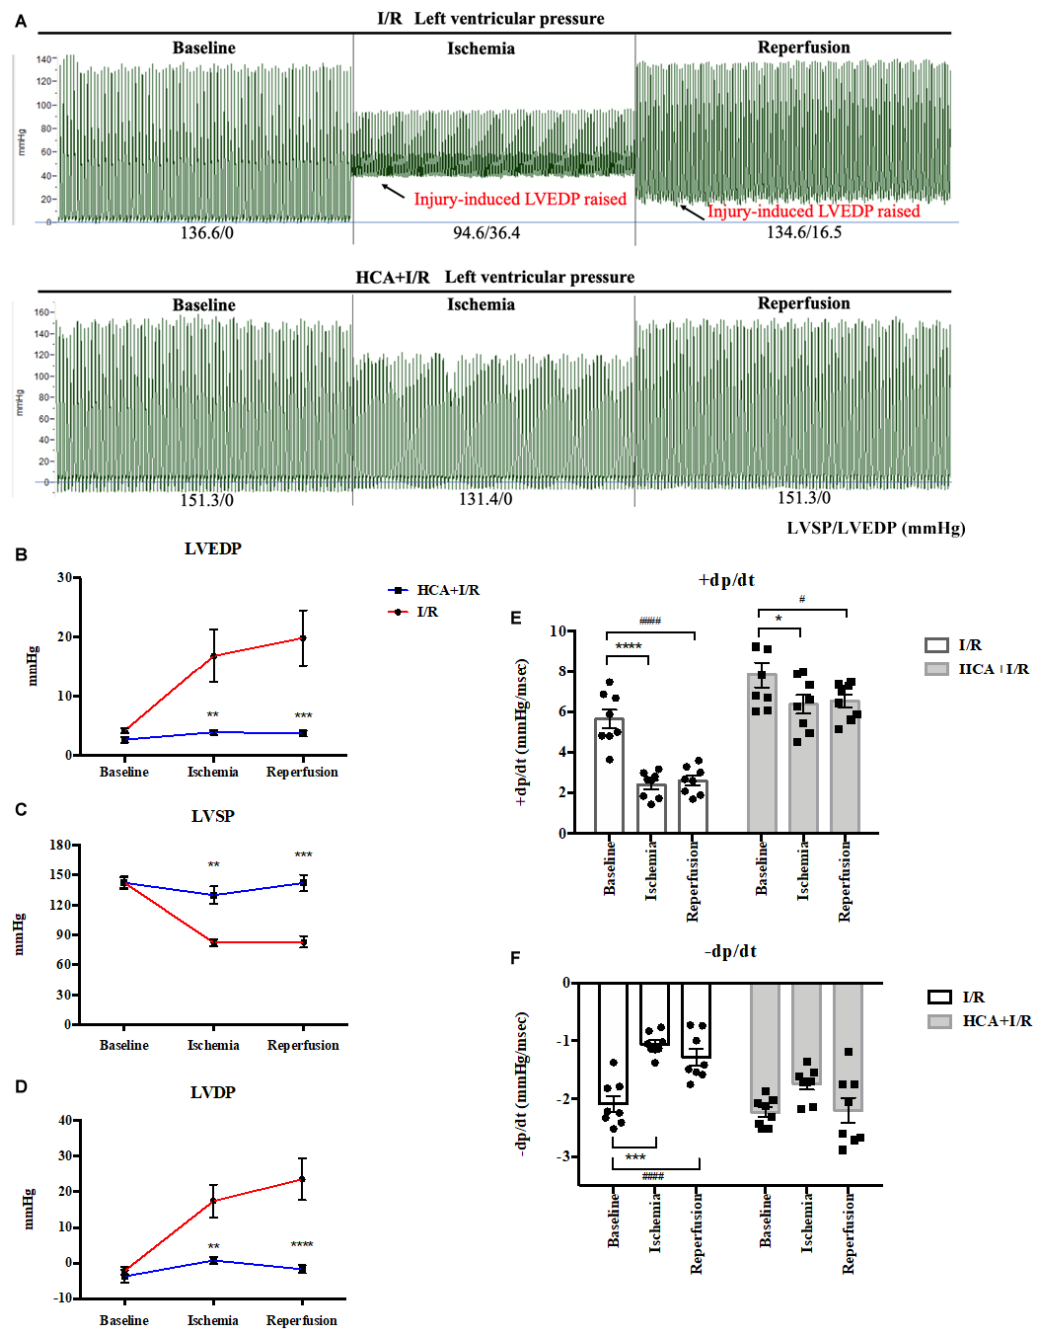 A
I/R Left ventricular pressure
Baseline Ischemia Reperfusion
140
120
100
80
60
40
20
0
mmHg
Injury-induced LVEDP raised
Injury-induced LVEDP raised
136.6/0 94.6/36.4 134.6/16.5
HCA+I/R Left ventricular pressure
Baseline Ischemia Reperfusion
160
140
120
100
80
60
40
20
0
mmHg
151.3/0 131.4/0 151.3/0
LVSP/LVEDP (mmHg)
B
LVEDP
30
20
10
0
mmHg
** ***
Baseline Ischemia Reperfusion
HCA+I/R
I/R
C
LVSP
180
150
120
90
60
30
0
mmHg
** ***
Baseline Ischemia Reperfusion
D
LVDP
40
30
20
10
0
-10
mmHg
** ****
Baseline Ischemia Reperfusion
E
+dp/dt
10
8
6
4
2
0
+dp/dt (mmHg/msec)
####
****
#
*
Baseline Ischemia Reperfusion Baseline Ischemia Reperfusion
I/R
HCA+I/R
F
-dp/dt
0
-1
-2
-3
-dp/dt (mmHg/msec)
***
####
Baseline Ischemia Reperfusion Baseline Ischemia Reperfusion
I/R
HCA+I/R